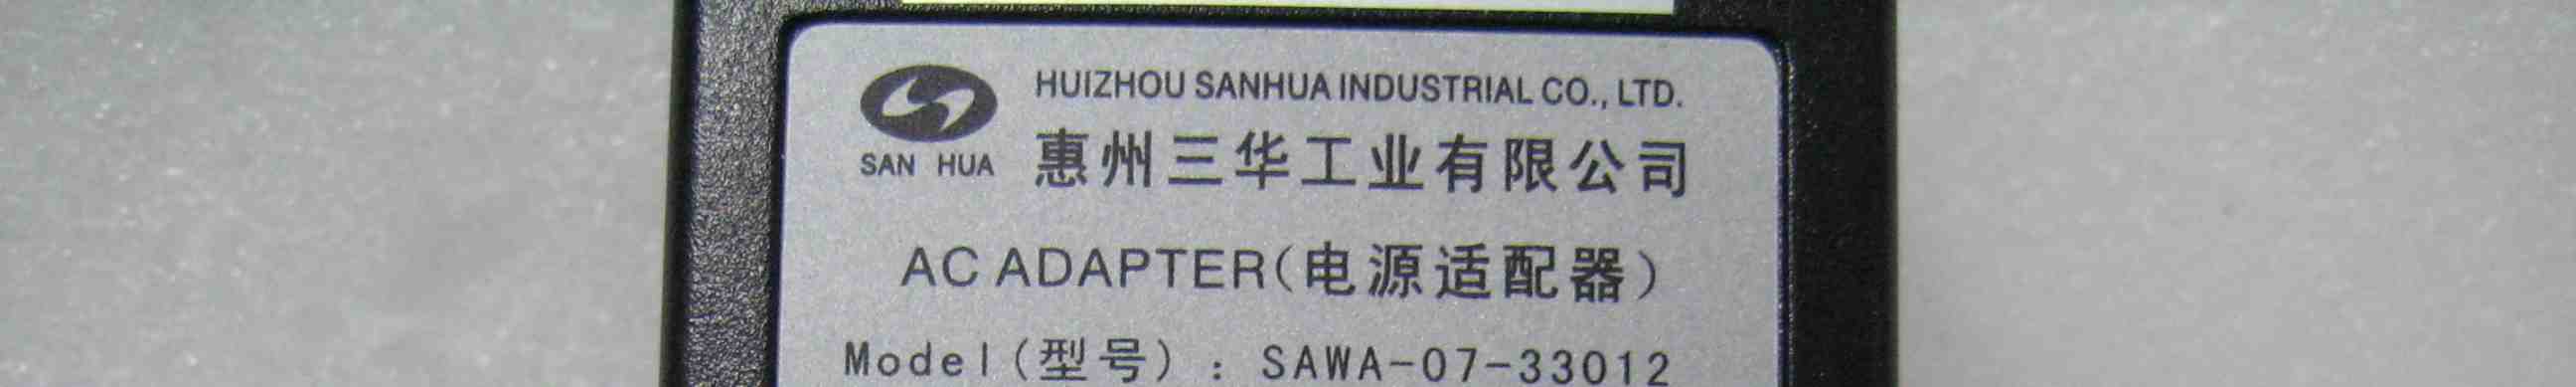 HUIZHOU SANHUA INDUSTRIAL CO., LTD.
SAN HUA 惠州三华工业有限公司
AC ADAPTER(电源适配器)
Model(型号): SAWA-07-33012